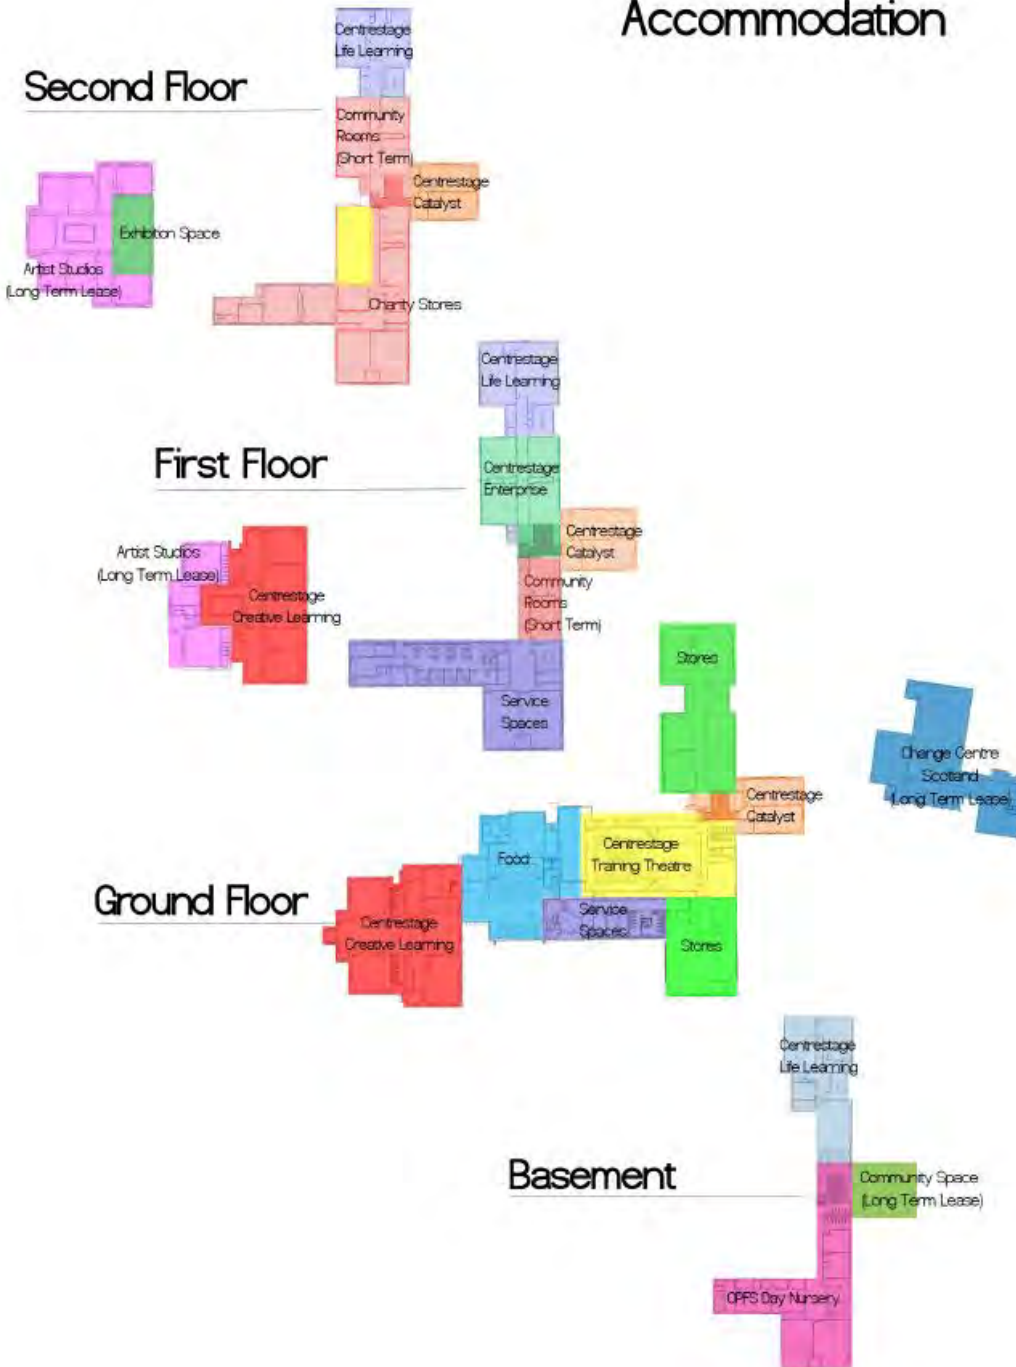 Accommodation
Second Floor
Centrestage
Life Learning
Community
Rooms
(Short Term)
Centrestage
Catalyst
Exhibition Space
Artist Studios
(Long Term Lease)
Charity Stores
First Floor
Centrestage
Life Learning
Centrestage
Enterprise
Centrestage
Catalyst
Artist Studios
(Long Term Lease)
Centrestage
Creative Learning
Community
Rooms
(Short Term)
Service
Spaces
Ground Floor
Stores
Change Centre
Scotland
(Long Term Lease)
Centrestage
Catalyst
Food
Centrestage
Training Theatre
Centrestage
Creative Learning
Service
Spaces
Stores
Basement
Centrestage
Life Learning
Community Space
(Long Term Lease)
OPFS Day Nursery